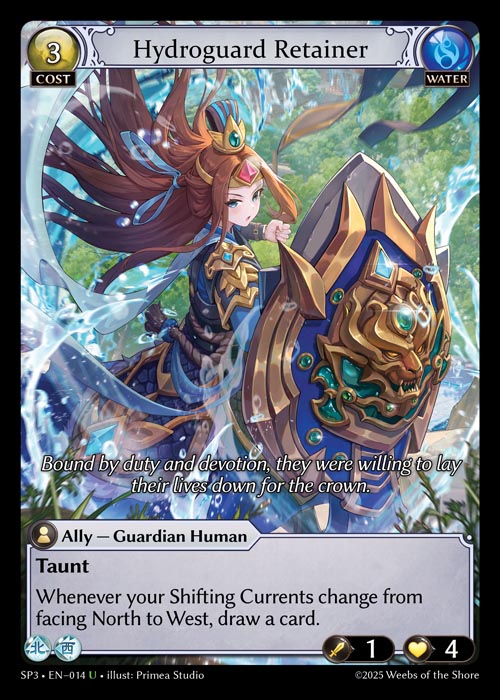 3
COST
Hydroguard Retainer
WATER
Bound by duty and devotion, they were willing to lay
their lives down for the crown.
Ally — Guardian Human
Taunt
Whenever your Shifting Currents change from
facing North to West, draw a card.
北 西
1
4
SP3 • EN–014 U • illust: Primea Studio
©2025 Weebs of the Shore